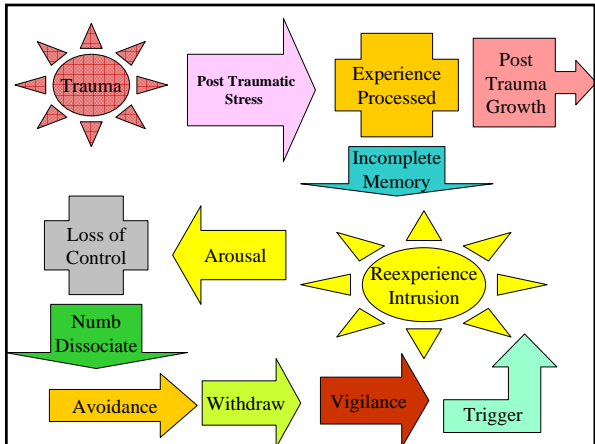 Trauma
Post Traumatic
Stress
Experience
Processed
Post
Trauma
Growth
Incomplete
Memory
Reexperience
Intrusion
Arousal
Loss of
Control
Numb
Dissociate
Avoidance
Withdraw
Vigilance
Trigger